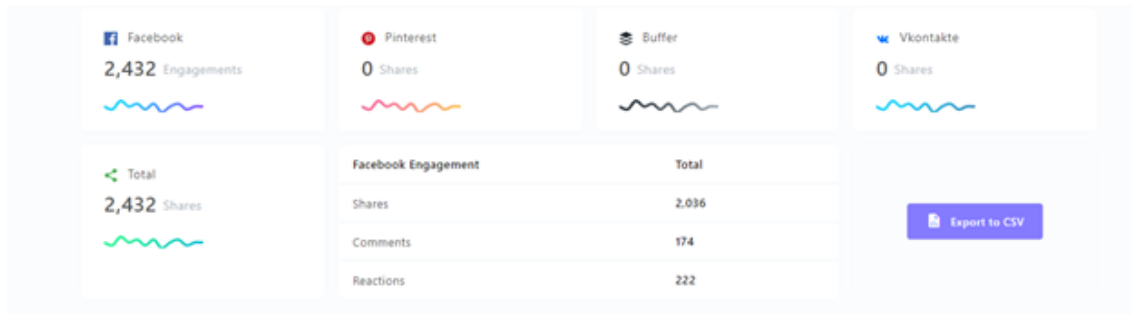 Facebook
2,432 Engagements
Pinterest
0 Shares
Buffer
0 Shares
Vkontakte
0 Shares
Total
2,432 Shares
Facebook Engagement Total
Shares 2,036
Comments 174
Reactions 222
Export to CSV